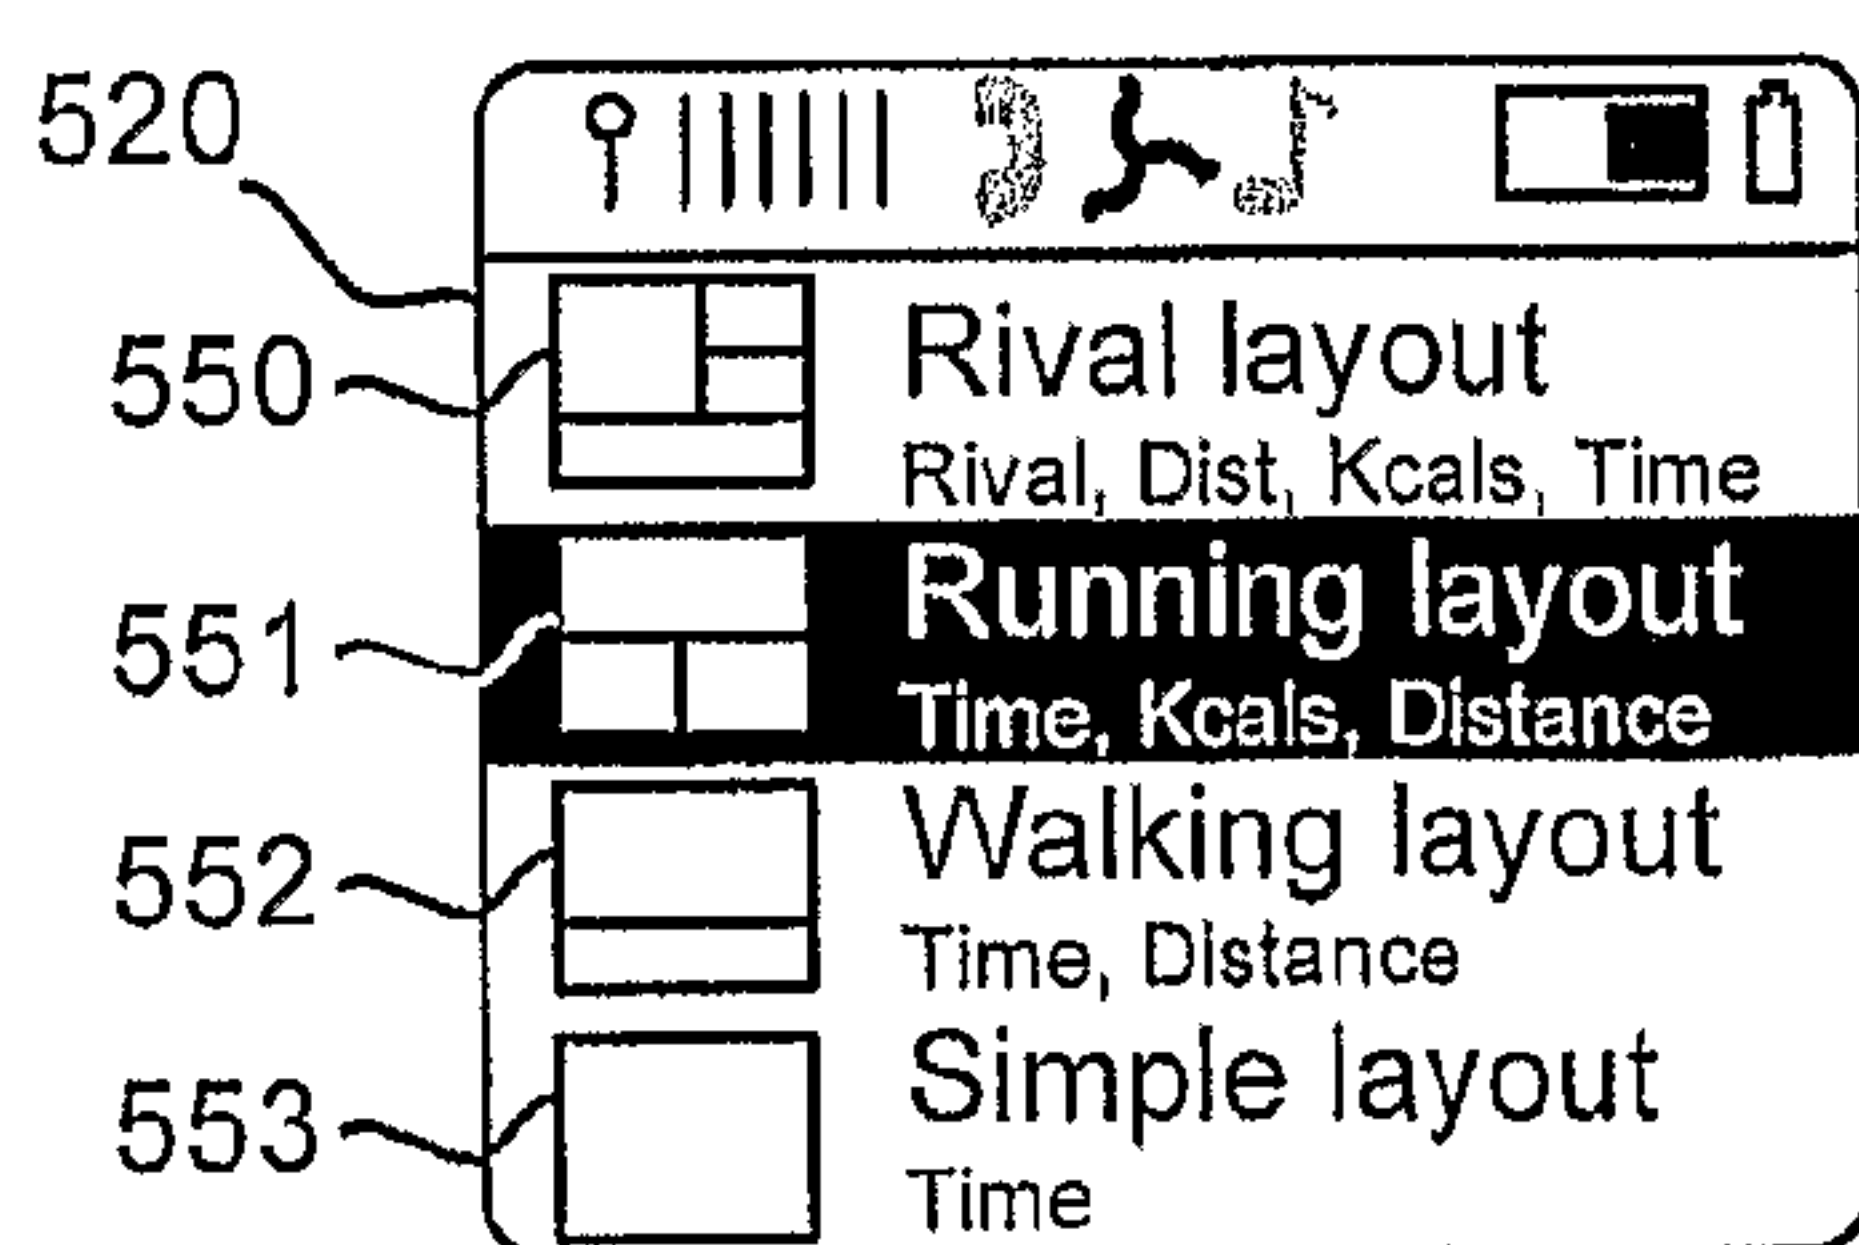 520
550
Rival layout
Rival, Dist, Kcals, Time
551
Running layout
Time, Kcals, Distance
552
Walking layout
Time, Distance
553
Simple layout
Time